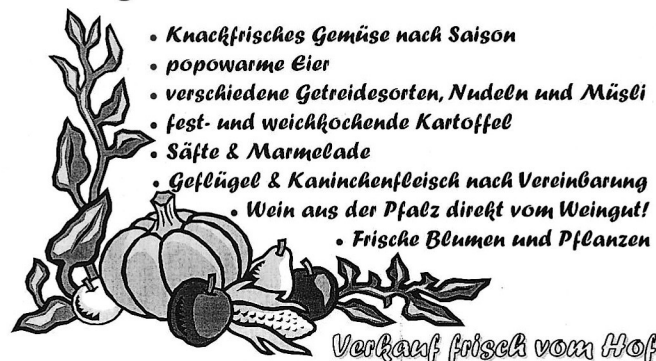 • Knackfrisches Gemüse nach Saison
• popowarme Eier
• verschiedene Getreidesorten, Nudeln und Müsli
• fest- und weichkochende Kartoffel
• Säfte & Marmelade
• Geflügel & Kaninchenfleisch nach Vereinbarung
• Wein aus der Pfalz direkt vom Weingut!
• Frische Blumen und Pflanzen
Verkauf frisch vom Hof